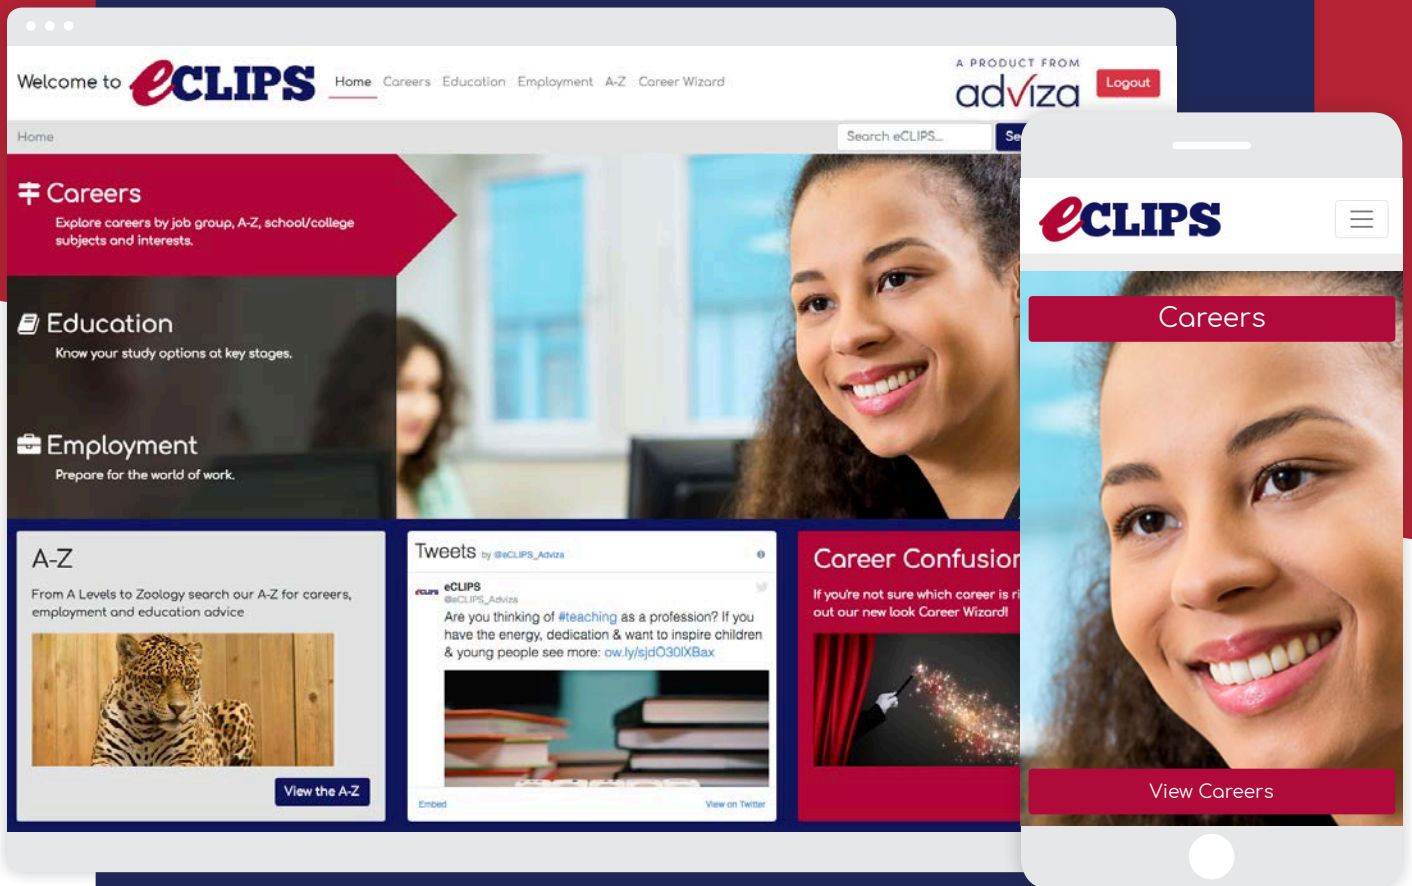 Welcome to eCLIPS
Home Careers Education Employment A-Z Career Wizard
A PRODUCT FROM
adviza
Logout
Home
Search eCLIPS...
Careers
Explore careers by job group, A-Z, school/college
subjects and interests.
Education
Know your study options at key stages.
Employment
Prepare for the world of work.
A-Z
From A Levels to Zoology search our A-Z for careers,
employment and education advice
View the A-Z
Tweets by @eCLIPS_Adviza
eCLIPS
eCLIPS
@eCLIPS_Adviza
Are you thinking of #teaching as a profession? If you
have the energy, dedication & want to inspire children
& young people see more: ow.ly/sjdO30lXBax
Embed
View on Twitter
Career Confusion
If you're not sure which career is ri
out our new look Career Wizard!
eCLIPS
Careers
View Careers